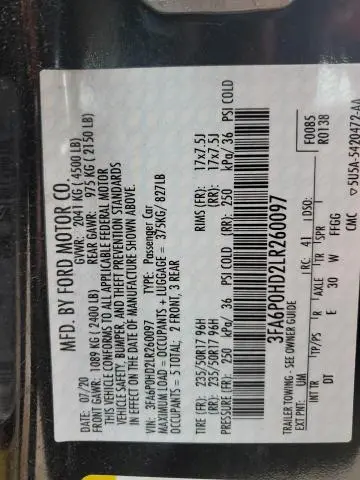 MFD. BY FORD MOTOR CO.
DATE: 07/20 GVWR: 2041 KG ( 4500 LB)
FRONT GAWR: 1089 KG ( 2400 LB) REAR GAWR: 975 KG ( 2150 LB)
THIS VEHICLE CONFORMS TO ALL APPLICABLE FEDERAL MOTOR
VEHICLE SAFETY, BUMPER, AND THEFT PREVENTION STANDARDS
IN EFFECT ON THE DATE OF MANUFACTURE SHOWN ABOVE.
VIN: 3FA6P0HD2LR260097 TYPE: Passenger Car
MAXIMUM LOAD = OCCUPANTS + LUGGAGE = 375KG/ 827LB
OCCUPANTS = 5 TOTAL; 2 FRONT, 3 REAR
TIRE (FR): 235/50R17 96H RIMS (FR): 17x7.5J
(RR): 235/50R17 96H (RR): 17x7.5J
PRESSURE (FR): 250 kPa/ 36 PSI COLD (RR): 250 kPa/ 36 PSI COLD
3FA6P0HD2LR260097
F0085
R0138
TRAILER TOWING - SEE OWNER GUIDE
EXT PNT: UM RC: 41 DSO:
INT TR TP/PS R AXLE TR SPR
DT E 30 W FFGG
CMC ▽5U5A-5420472-AA